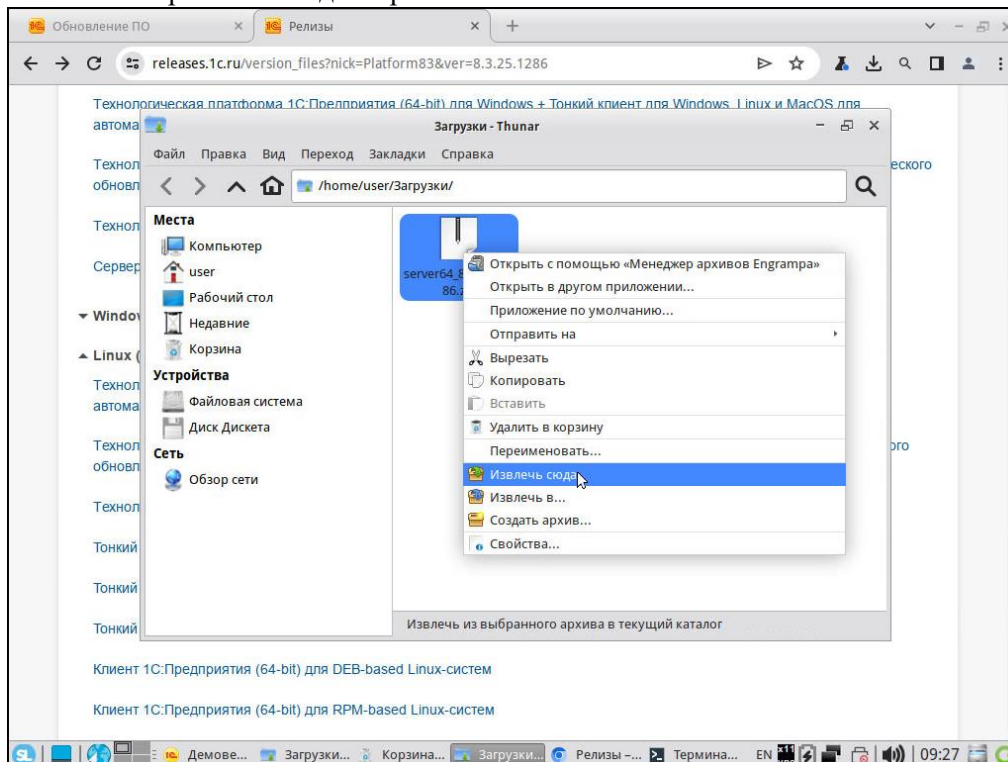 Обновление ПО
Релизы
releases.1c.ru/version_files?nick=Platform83&ver=8.3.25.1286
Технологическая платформа 1С:Предприятия (64-bit) для Windows + Тонкий клиент для Windows, Linux и MacOS для
автома
Загрузки - Thunar
Файл Правка Вид Переход Закладки Справка
Технол
еского
обновл
/home/user/Загрузки/
Места
Компьютер
user
Рабочий стол
Недавние
Корзина
Устройства
Файловая система
Диск Дискета
Сеть
Обзор сети
Технол
Сервер
Window
Linux (
Технол
автома
Технол
ого
обновл
Технол
Тонкий
Тонкий
Тонкий
server64_8
86.z
Открыть с помощью «Менеджер архивов Engrampa»
Открыть в другом приложении...
Приложение по умолчанию...
Отправить на
Вырезать
Копировать
Вставить
Удалить в корзину
Переименовать...
Извлечь сюда
Извлечь в...
Создать архив...
Свойства...
Извлечь из выбранного архива в текущий каталог
Клиент 1С:Предприятия (64-bit) для DEB-based Linux-систем
Клиент 1С:Предприятия (64-bit) для RPM-based Linux-систем
Демове... Загрузки... Корзина... Загрузки... Релизы –... Термина... EN x11 09:27